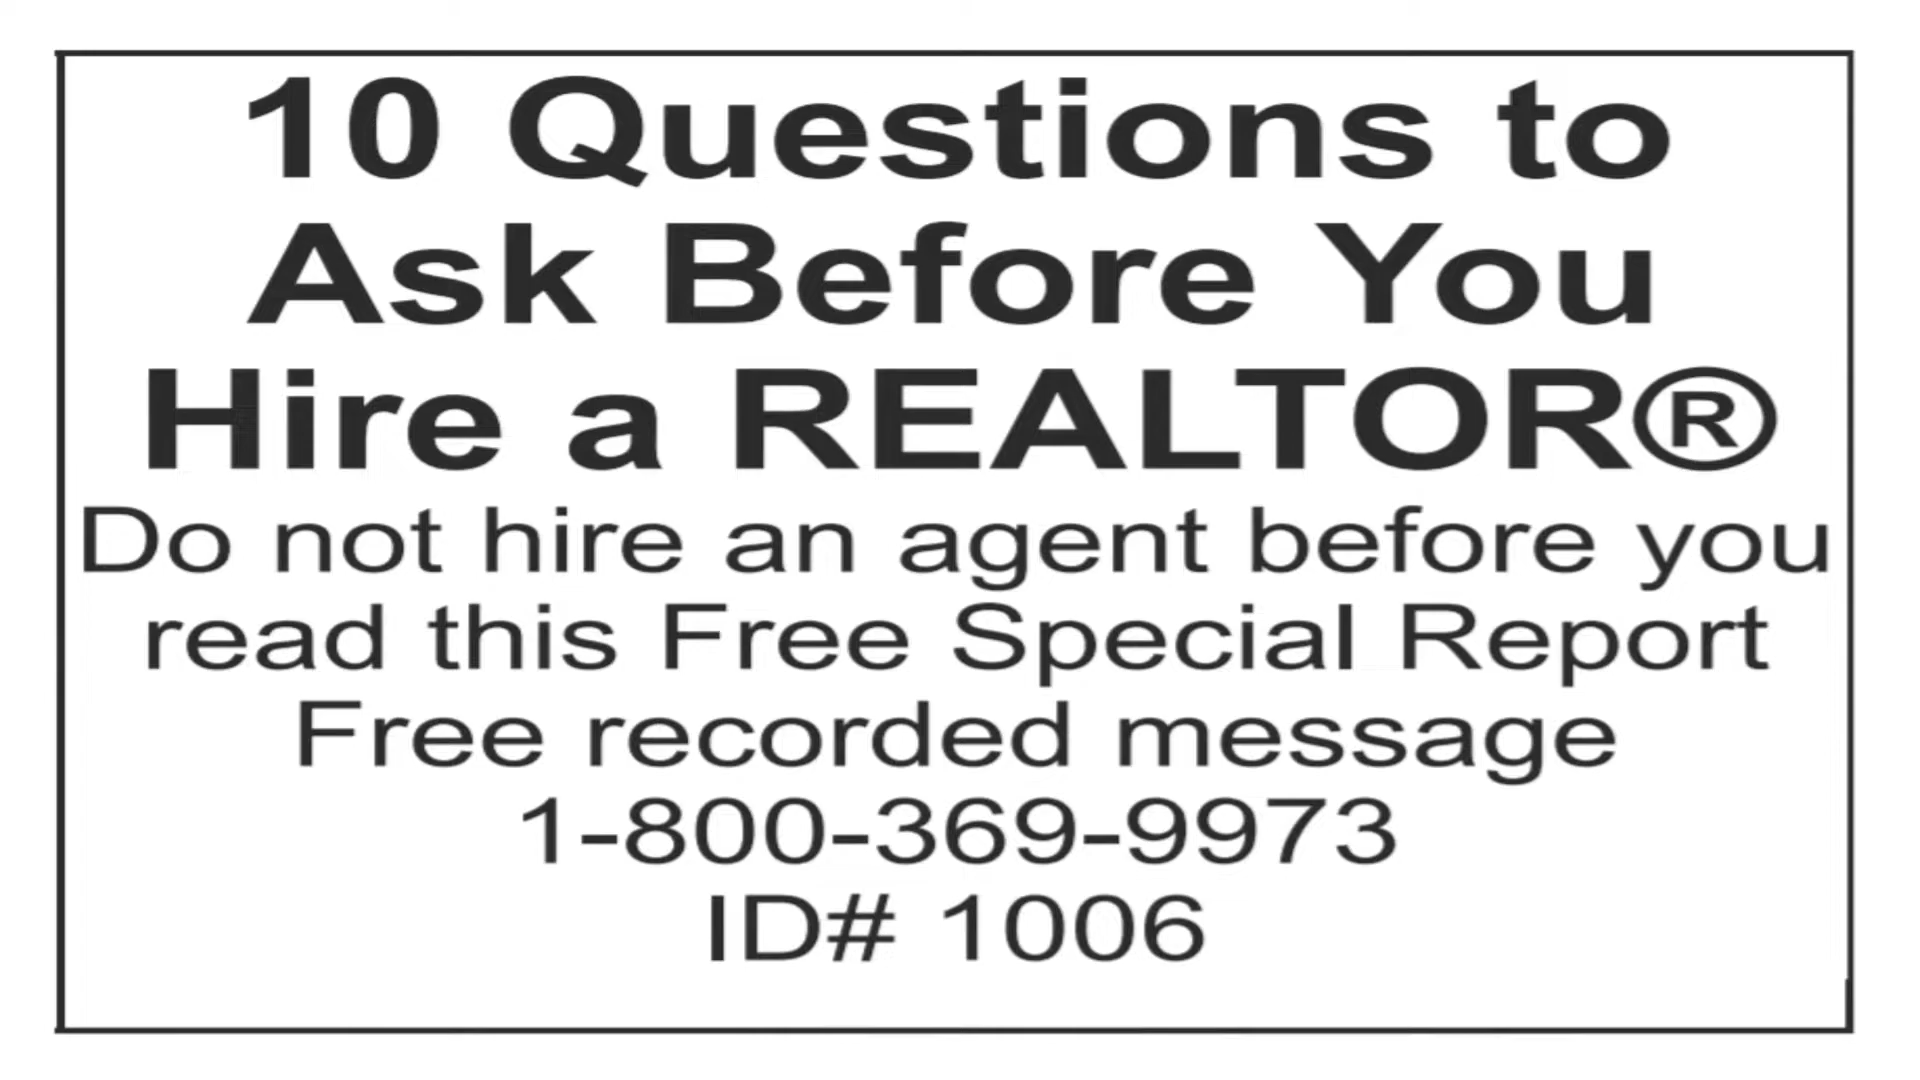 10 Questions to
Ask Before You
Hire a REALTOR®
Do not hire an agent before you
read this Free Special Report
Free recorded message
1-800-369-9973
ID# 1006